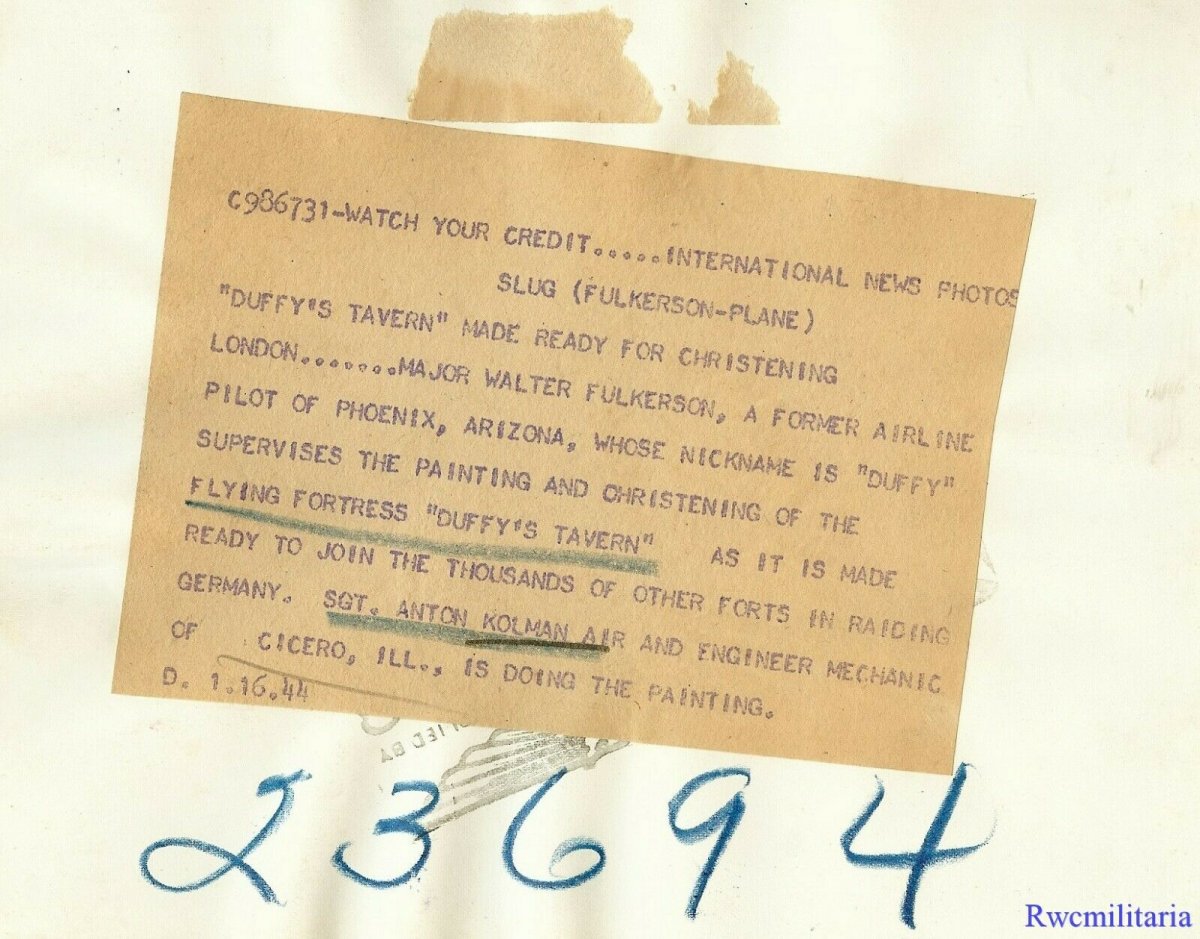 C986731-WATCH YOUR CREDIT.....INTERNATIONAL NEWS PHOTOS
SLUG (FULKERSON-PLANE)
"DUFFY'S TAVERN" MADE READY FOR CHRISTENING
LONDON.......MAJOR WALTER FULKERSON, A FORMER AIRLINE
PILOT OF PHOENIX, ARIZONA, WHOSE NICKNAME IS "DUFFY"
SUPERVISES THE PAINTING AND CHRISTENING OF THE
FLYING FORTRESS "DUFFY'S TAVERN" AS IT IS MADE
READY TO JOIN THE THOUSANDS OF OTHER FORTS IN RAIDING
GERMANY. SGT. ANTON KOLMAN AIR AND ENGINEER MECHANIC
OF CICERO, ILL., IS DOING THE PAINTING.
D. 1.16.44
BY
23694
Rwcmilitaria